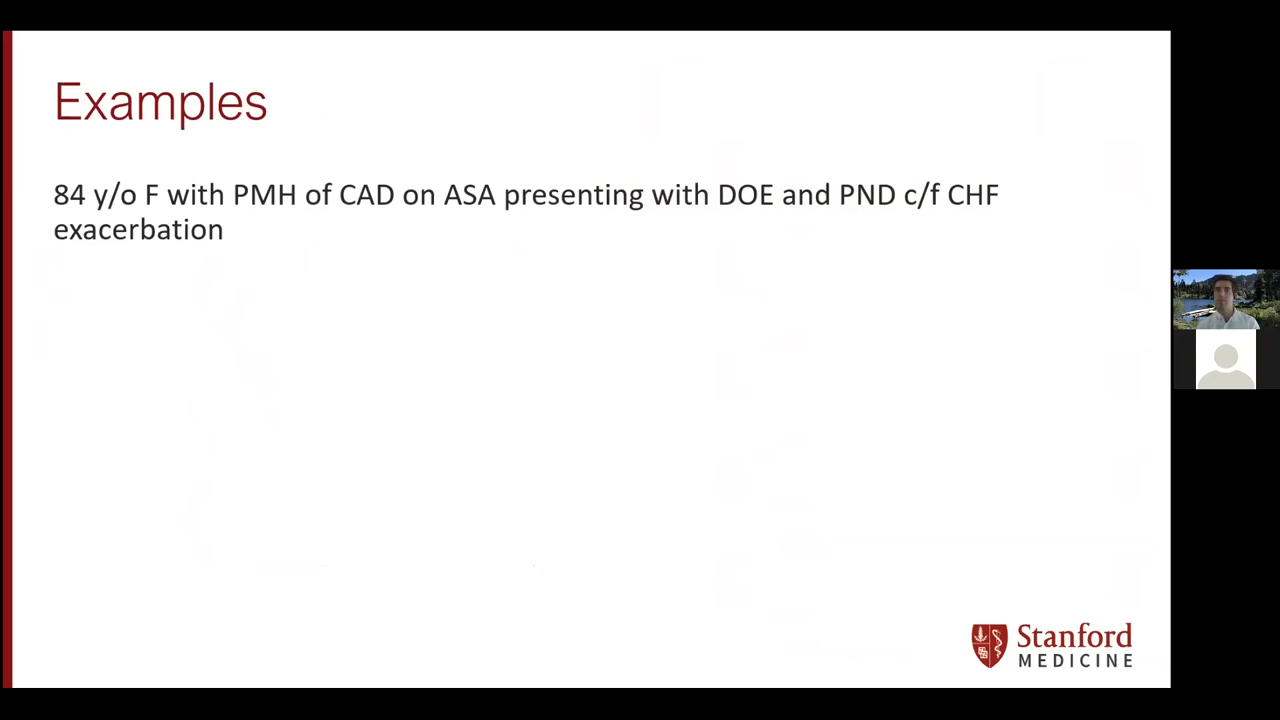 Examples
84 y/o F with PMH of CAD on ASA presenting with DOE and PND c/f CHF
exacerbation
Stanford
MEDICINE